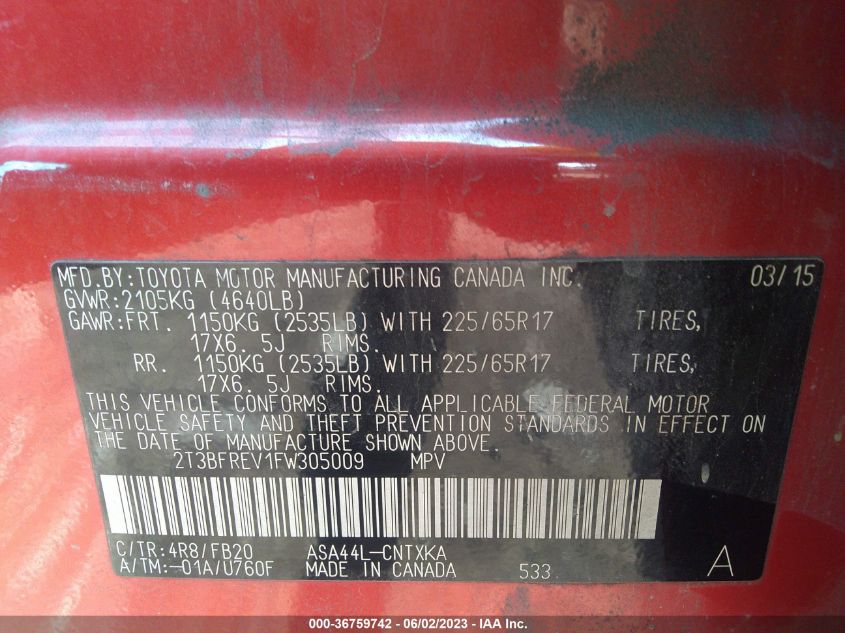 MFD.BY:TOYOTA MOTOR MANUFACTURING CANADA INC. 03/15
GVWR:2105KG (4640LB)
GAWR:FRT. 1150KG (2535LB) WITH 225/65R17 TIRES,
17X6. 5J RIMS.
RR. 1150KG (2535LB) WITH 225/65R17 TIRES,
17X6. 5J RIMS.
THIS VEHICLE CONFORMS TO ALL APPLICABLE FEDERAL MOTOR
VEHICLE SAFETY AND THEFT PREVENTION STANDARDS IN EFFECT ON
THE DATE OF MANUFACTURE SHOWN ABOVE
2T3BFREV1FW305009 MPV
C/TR:4R8/FB20 ASA44L-CNTXKA
A/TM:-01A/U760F MADE IN CANADA 533 A
000-36759742 - 06/02/2023 - IAA Inc.